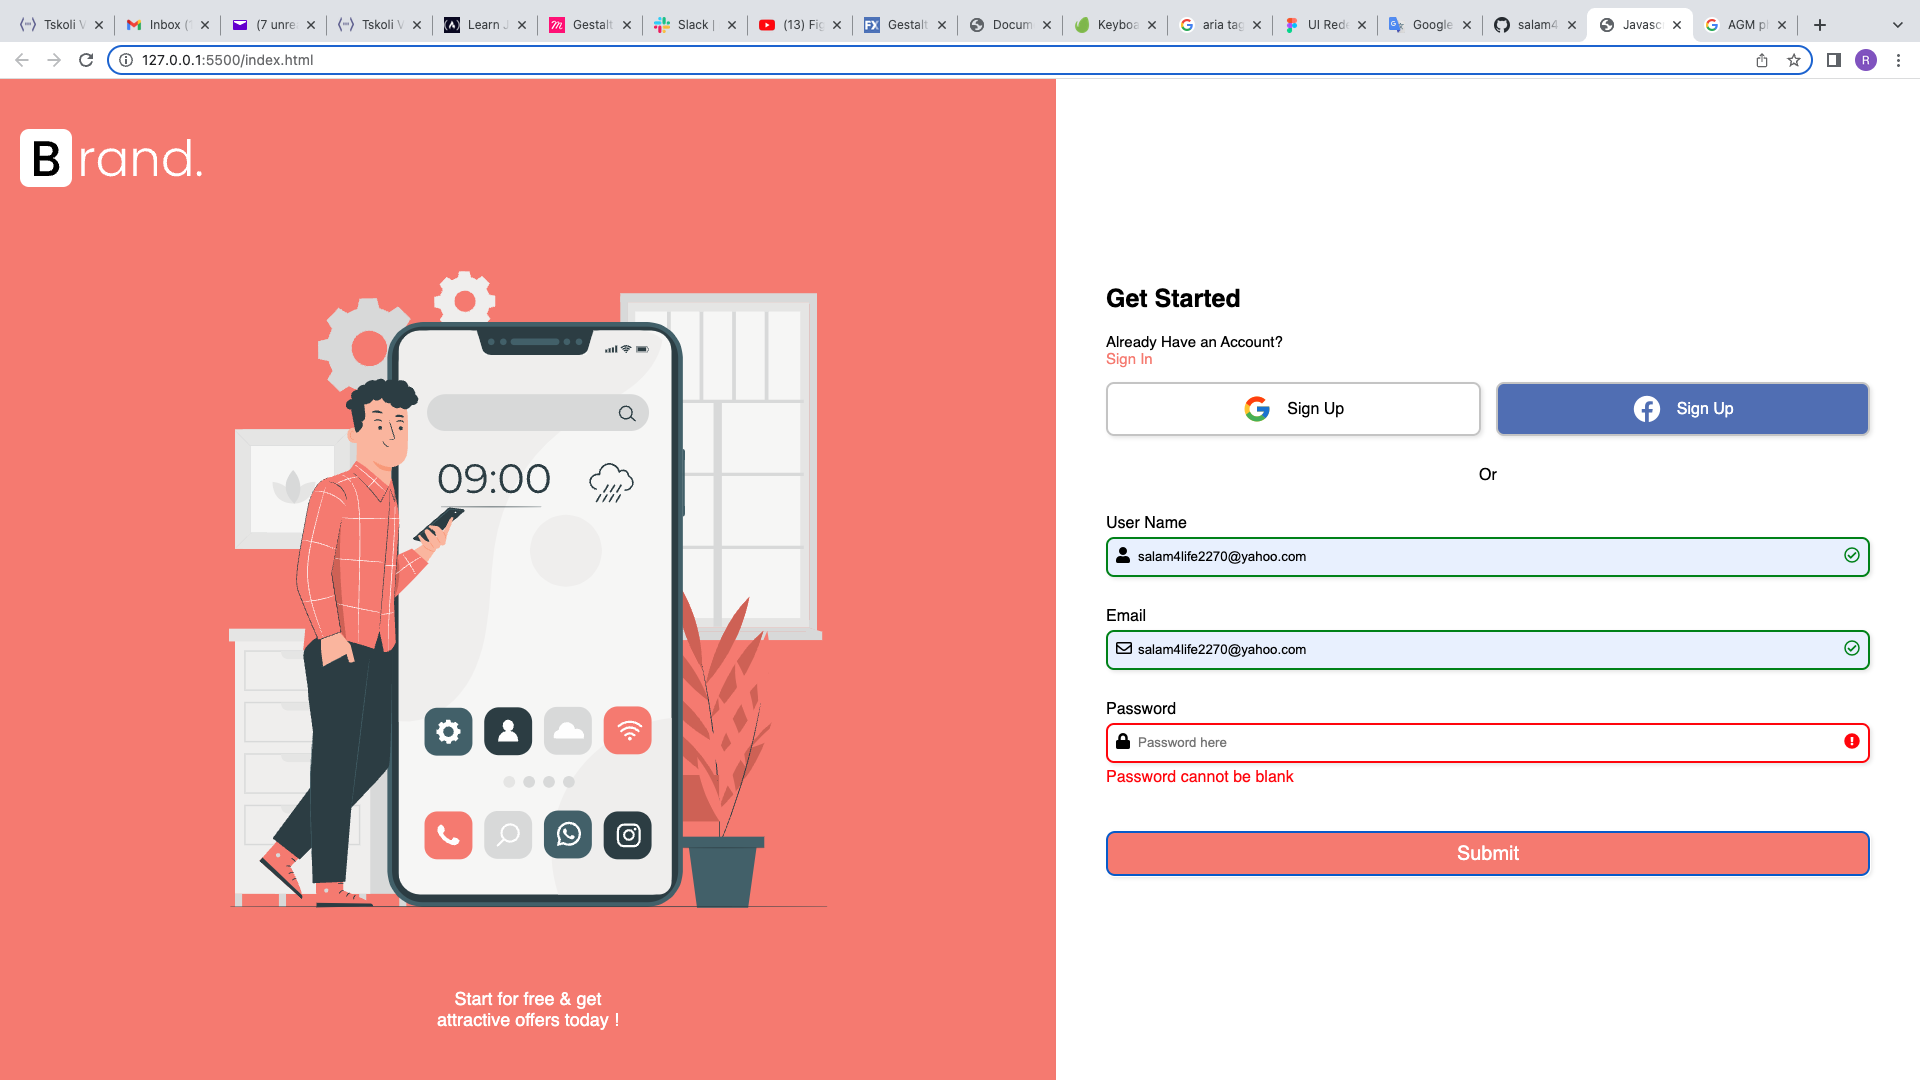 Tskoli V
Inbox (1
(7 unre
Tskoli V
Learn J
Gestalt
Slack |
(13) Fig
Gestalt
Docum
Keyboa
aria tag
UI Rede
Google
salam4
Javasc
AGM pl
127.0.0.1:5500/index.html
R
Brand.
09:00
Start for free & get
attractive offers today !
Get Started
Already Have an Account?
Sign In
Sign Up
Sign Up
Or
User Name
salam4life2270@yahoo.com
Email
salam4life2270@yahoo.com
Password
Password here
Password cannot be blank
Submit